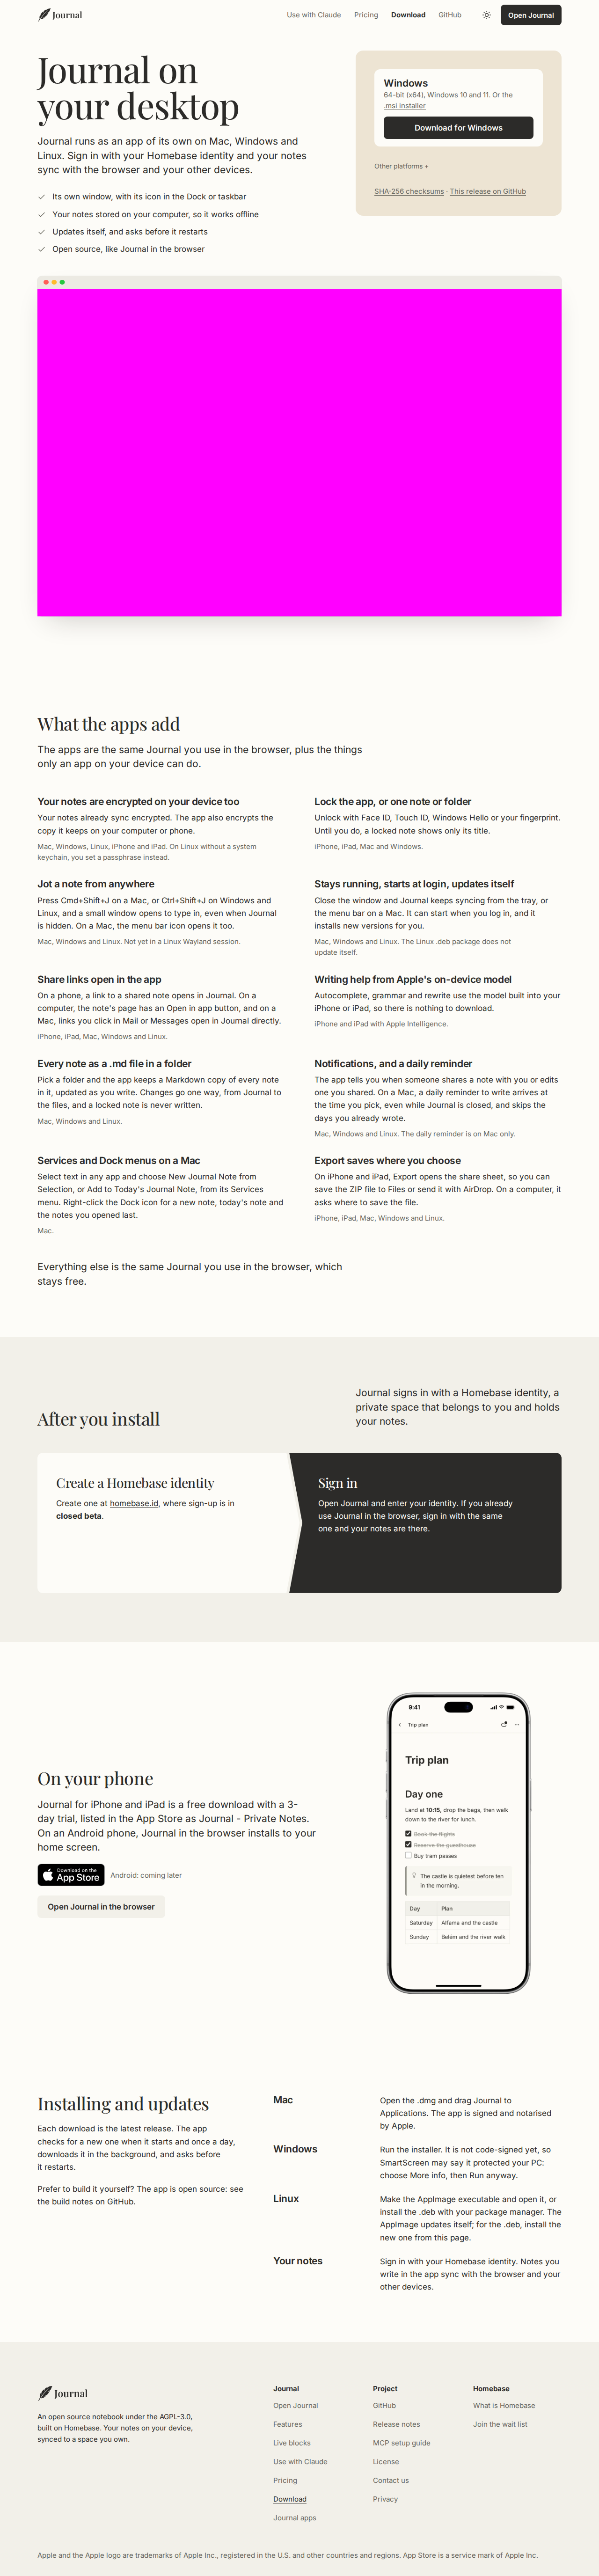 Journal
Use with Claude
Pricing
Download
GitHub
Open Journal
Journal on
your desktop
Journal runs as an app of its own on Mac, Windows and
Linux. Sign in with your Homebase identity and your notes
sync with the browser and your other devices.
Its own window, with its icon in the Dock or taskbar
Your notes stored on your computer, so it works offline
Updates itself, and asks before it restarts
Open source, like Journal in the browser
Windows
64-bit (x64), Windows 10 and 11. Or the
.msi installer
Download for Windows
Other platforms +
SHA-256 checksums · This release on GitHub
What the apps add
The apps are the same Journal you use in the browser, plus the things
only an app on your device can do.
Your notes are encrypted on your device too
Your notes already sync encrypted. The app also encrypts the
copy it keeps on your computer or phone.
Mac, Windows, Linux, iPhone and iPad. On Linux without a system
keychain, you set a passphrase instead.
Lock the app, or one note or folder
Unlock with Face ID, Touch ID, Windows Hello or your fingerprint.
Until you do, a locked note shows only its title.
iPhone, iPad, Mac and Windows.
Jot a note from anywhere
Press Cmd+Shift+J on a Mac, or Ctrl+Shift+J on Windows and
Linux, and a small window opens to type in, even when Journal
is hidden. On a Mac, the menu bar icon opens it too.
Mac, Windows and Linux. Not yet in a Linux Wayland session.
Stays running, starts at login, updates itself
Close the window and Journal keeps syncing from the tray, or
the menu bar on a Mac. It can start when you log in, and it
installs new versions for you.
Mac, Windows and Linux. The Linux .deb package does not
update itself.
Share links open in the app
On a phone, a link to a shared note opens in Journal. On a
computer, the note's page has an Open in app button, and on a
Mac, links you click in Mail or Messages open in Journal directly.
iPhone, iPad, Mac, Windows and Linux.
Writing help from Apple's on-device model
Autocomplete, grammar and rewrite use the model built into your
iPhone or iPad, so there is nothing to download.
iPhone and iPad with Apple Intelligence.
Every note as a .md file in a folder
Pick a folder and the app keeps a Markdown copy of every note
in it, updated as you write. Changes go one way, from Journal to
the files, and a locked note is never written.
Mac, Windows and Linux.
Notifications, and a daily reminder
The app tells you when someone shares a note with you or edits
one you shared. On a Mac, a daily reminder to write arrives at
the time you pick, even while Journal is closed, and skips the
days you already wrote.
Mac, Windows and Linux. The daily reminder is on Mac only.
Services and Dock menus on a Mac
Select text in any app and choose New Journal Note from
Selection, or Add to Today's Journal Note, from its Services
menu. Right-click the Dock icon for a new note, today's note and
the notes you opened last.
Mac.
Export saves where you choose
On iPhone and iPad, Export opens the share sheet, so you can
save the ZIP file to Files or send it with AirDrop. On a computer, it
asks where to save the file.
iPhone, iPad, Mac, Windows and Linux.
Everything else is the same Journal you use in the browser, which
stays free.
After you install
Journal signs in with a Homebase identity, a
private space that belongs to you and holds
your notes.
Create a Homebase identity
Create one at homebase.id, where sign-up is in
closed beta.
Sign in
Open Journal and enter your identity. If you already
use Journal in the browser, sign in with the same
one and your notes are there.
On your phone
Journal for iPhone and iPad is a free download with a 3-
day trial, listed in the App Store as Journal - Private Notes.
On an Android phone, Journal in the browser installs to your
home screen.
Download on the
App Store
Android: coming later
Open Journal in the browser
9:41
Trip plan
Trip plan
Day one
Land at 10:15, drop the bags, then walk
down to the river for lunch.
Book the flights
Reserve the guesthouse
Buy tram passes
The castle is quietest before ten
in the morning.
Day
Plan
Saturday
Alfama and the castle
Sunday
Belém and the river walk
Installing and updates
Each download is the latest release. The app
checks for a new one when it starts and once a day,
downloads it in the background, and asks before
it restarts.
Prefer to build it yourself? The app is open source: see
the build notes on GitHub.
Mac
Open the .dmg and drag Journal to
Applications. The app is signed and notarised
by Apple.
Windows
Run the installer. It is not code-signed yet, so
SmartScreen may say it protected your PC:
choose More info, then Run anyway.
Linux
Make the AppImage executable and open it, or
install the .deb with your package manager. The
AppImage updates itself; for the .deb, install the
new one from this page.
Your notes
Sign in with your Homebase identity. Notes you
write in the app sync with the browser and your
other devices.
Journal
An open source notebook under the AGPL-3.0,
built on Homebase. Your notes on your device,
synced to a space you own.
Journal
Open Journal
Features
Live blocks
Use with Claude
Pricing
Download
Journal apps
Project
GitHub
Release notes
MCP setup guide
License
Contact us
Privacy
Homebase
What is Homebase
Join the wait list
Apple and the Apple logo are trademarks of Apple Inc., registered in the U.S. and other countries and regions. App Store is a service mark of Apple Inc.